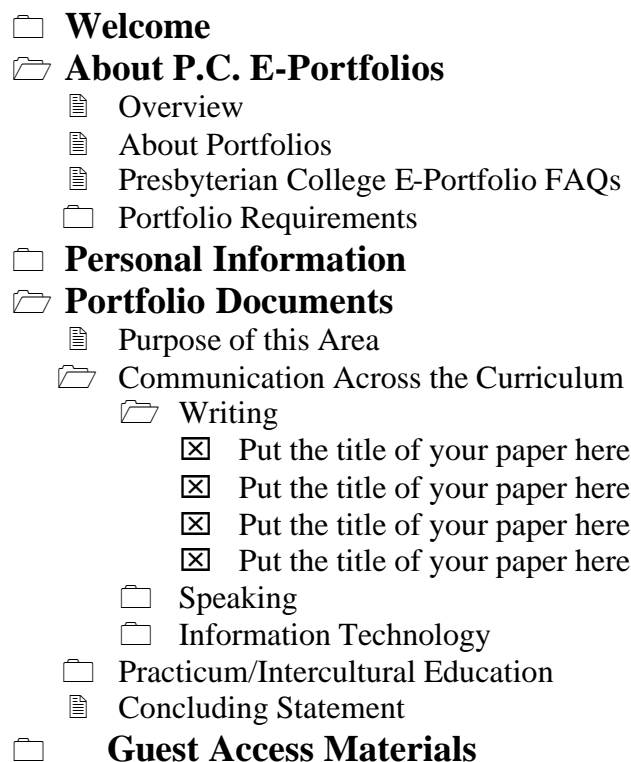 Welcome
About P.C. E-Portfolios
Overview
About Portfolios
Presbyterian College E-Portfolio FAQs
Portfolio Requirements
Personal Information
Portfolio Documents
Purpose of this Area
Communication Across the Curriculum
Writing
Put the title of your paper here
Put the title of your paper here
Put the title of your paper here
Put the title of your paper here
Speaking
Information Technology
Practicum/Intercultural Education
Concluding Statement
Guest Access Materials